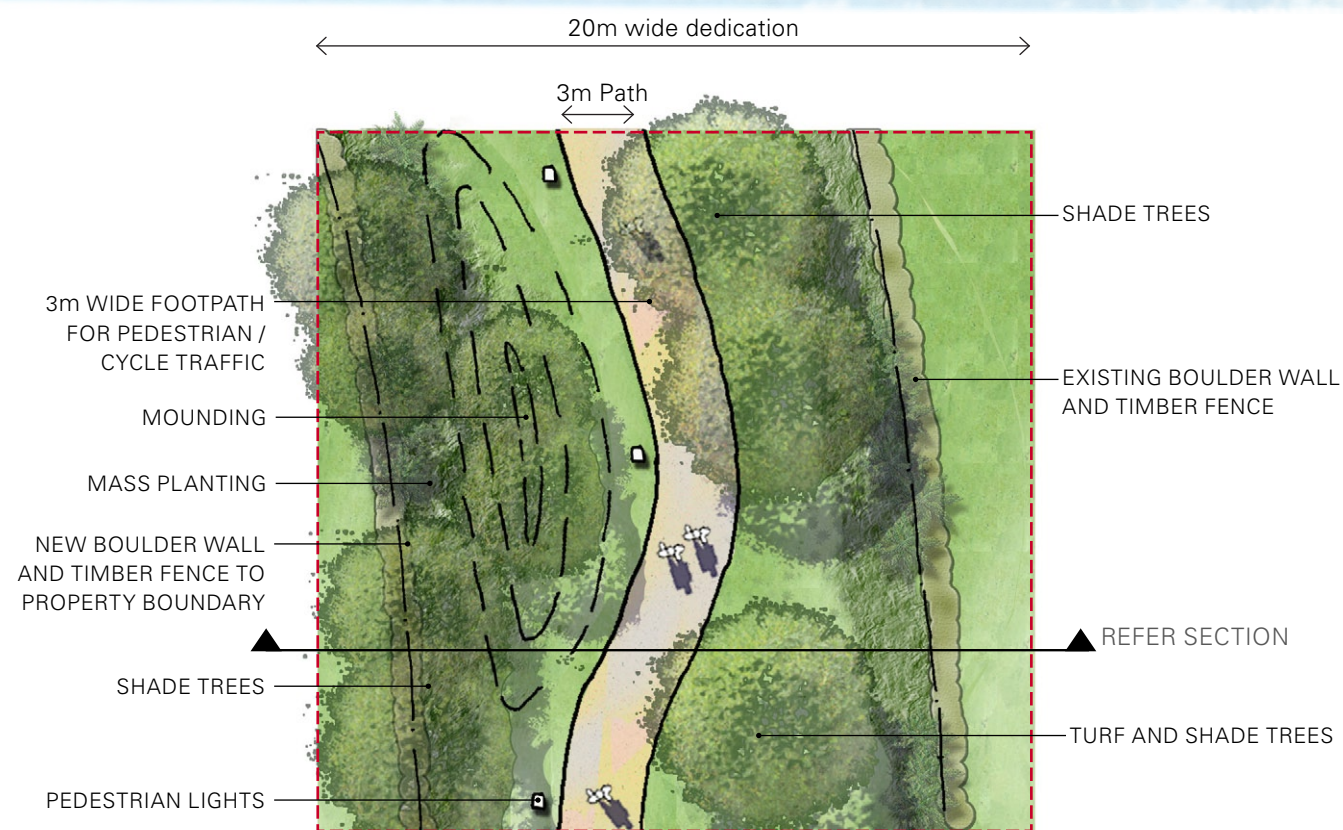 20m wide dedication
3m Path
SHADE TREES
3m WIDE FOOTPATH
FOR PEDESTRIAN /
CYCLE TRAFFIC
EXISTING BOULDER WALL
AND TIMBER FENCE
MOUNDING
MASS PLANTING
NEW BOULDER WALL
AND TIMBER FENCE TO
PROPERTY BOUNDARY
REFER SECTION
SHADE TREES
TURF AND SHADE TREES
PEDESTRIAN LIGHTS